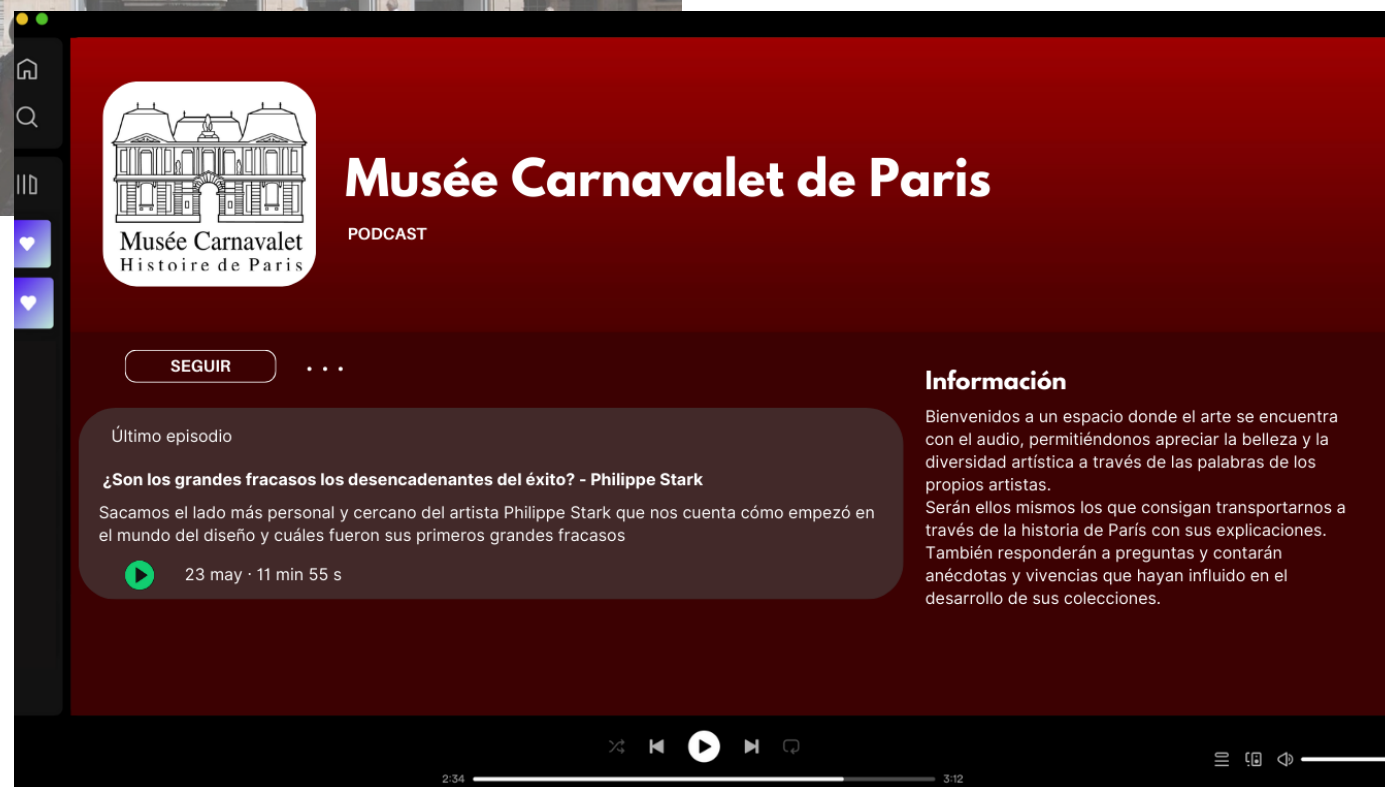 Musée Carnavalet
Histoire de Paris
Musée Carnavalet de Paris
PODCAST
SEGUIR
Último episodio
¿Son los grandes fracasos los desencadenantes del éxito? - Philippe Stark
Sacamos el lado más personal y cercano del artista Philippe Stark que nos cuenta cómo empezó en
el mundo del diseño y cuáles fueron sus primeros grandes fracasos
23 may · 11 min 55 s
Información
Bienvenidos a un espacio donde el arte se encuentra
con el audio, permitiéndonos apreciar la belleza y la
diversidad artística a través de las palabras de los
propios artistas.
Serán ellos mismos los que consigan transportarnos a
través de la historia de París con sus explicaciones.
También responderán a preguntas y contarán
anécdotas y vivencias que hayan influido en el
desarrollo de sus colecciones.
2:34
3:12